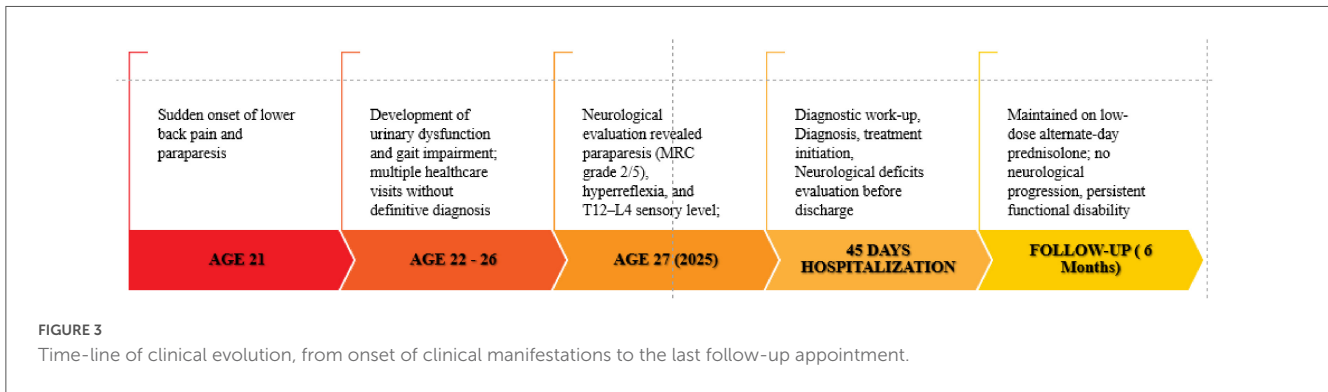 Sudden onset of lower
back pain and
paraparesis
Development of
urinary dysfunction
and gait impairment;
multiple healthcare
visits without
definitive diagnosis
Neurological
evaluation revealed
paraparesis (MRC
grade 2/5),
hyperreflexia, and
T12–L4 sensory level;
Diagnostic work-up,
Diagnosis, treatment
initiation,
Neurological deficits
evaluation before
discharge
Maintained on low-
dose alternate-day
prednisolone; no
neurological
progression, persistent
functional disability
AGE 21
AGE 22 - 26
AGE 27 (2025)
45 DAYS
HOSPITALIZATION
FOLLOW-UP ( 6
Months)
FIGURE 3
Time-line of clinical evolution, from onset of clinical manifestations to the last follow-up appointment.